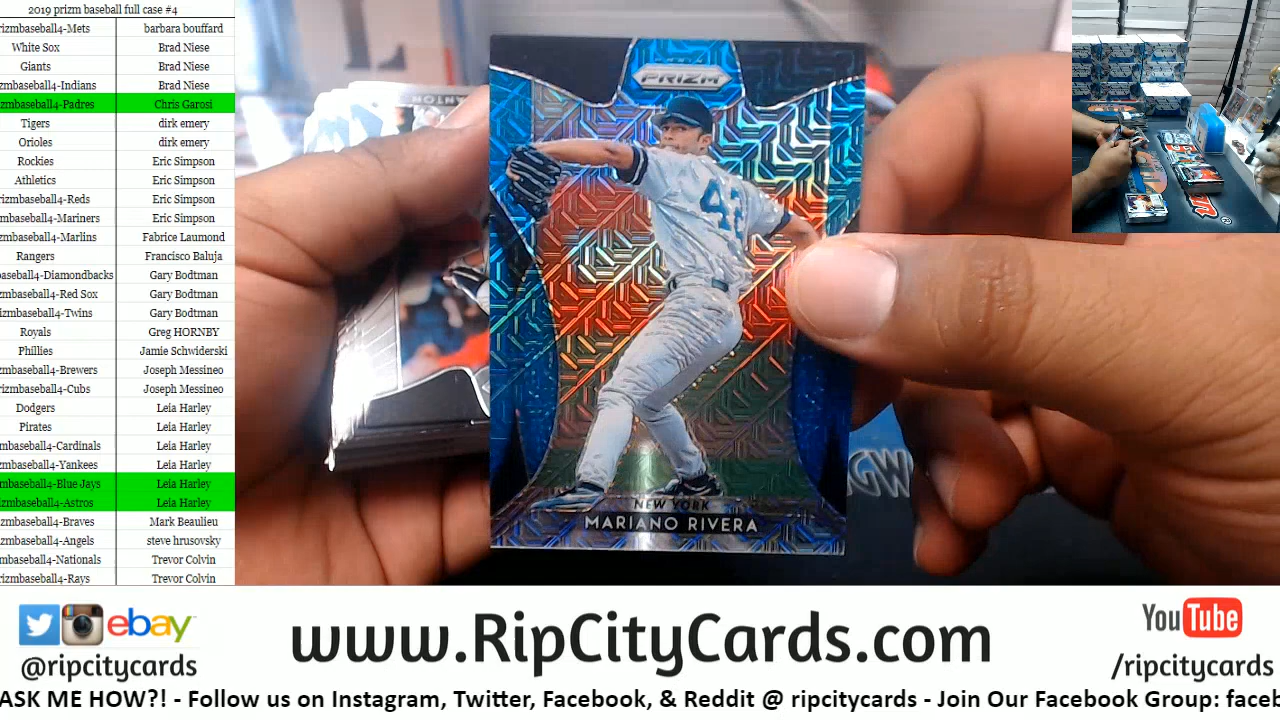 2019 prizm baseball full case #4
rizmbaseball4-Mets barbara bouffard
White Sox Brad Niese
Giants Brad Niese
mbaseball4-Indians Brad Niese
zmbaseball4-Padres Chris Garosi
Tigers dirk emery
Orioles dirk emery
Rockies Eric Simpson
Athletics Eric Simpson
rizmbaseball4-Reds Eric Simpson
mbaseball4-Mariners Eric Simpson
zmbaseball4-Marlins Fabrice Laumond
Rangers Francisco Baluja
baseball4-Diamondbacks Gary Bodtman
zmbaseball4-Red Sox Gary Bodtman
izmbaseball4-Twins Gary Bodtman
Royals Greg HORNBY
Phillies Jamie Schwiderski
mbaseball4-Brewers Joseph Messineo
rizmbaseball4-Cubs Joseph Messineo
Dodgers Leia Harley
Pirates Leia Harley
mbaseball4-Cardinals Leia Harley
zmbaseball4-Yankees Leia Harley
mbaseball4-Blue Jays Leia Harley
izmbaseball4-Astros Leia Harley
zmbaseball4-Braves Mark Beaulieu
zmbaseball4-Angels steve hrusovsky
mbaseball4-Nationals Trevor Colvin
rizmbaseball4-Rays Trevor Colvin
PRIZM
42
NEW YORK
MARIANO RIVERA
ebay
@ripcitycards
www.RipCityCards.com
YouTube
/ripcitycards
ASK ME HOW?! - Follow us on Instagram, Twitter, Facebook, & Reddit @ ripcitycards - Join Our Facebook Group: faceb